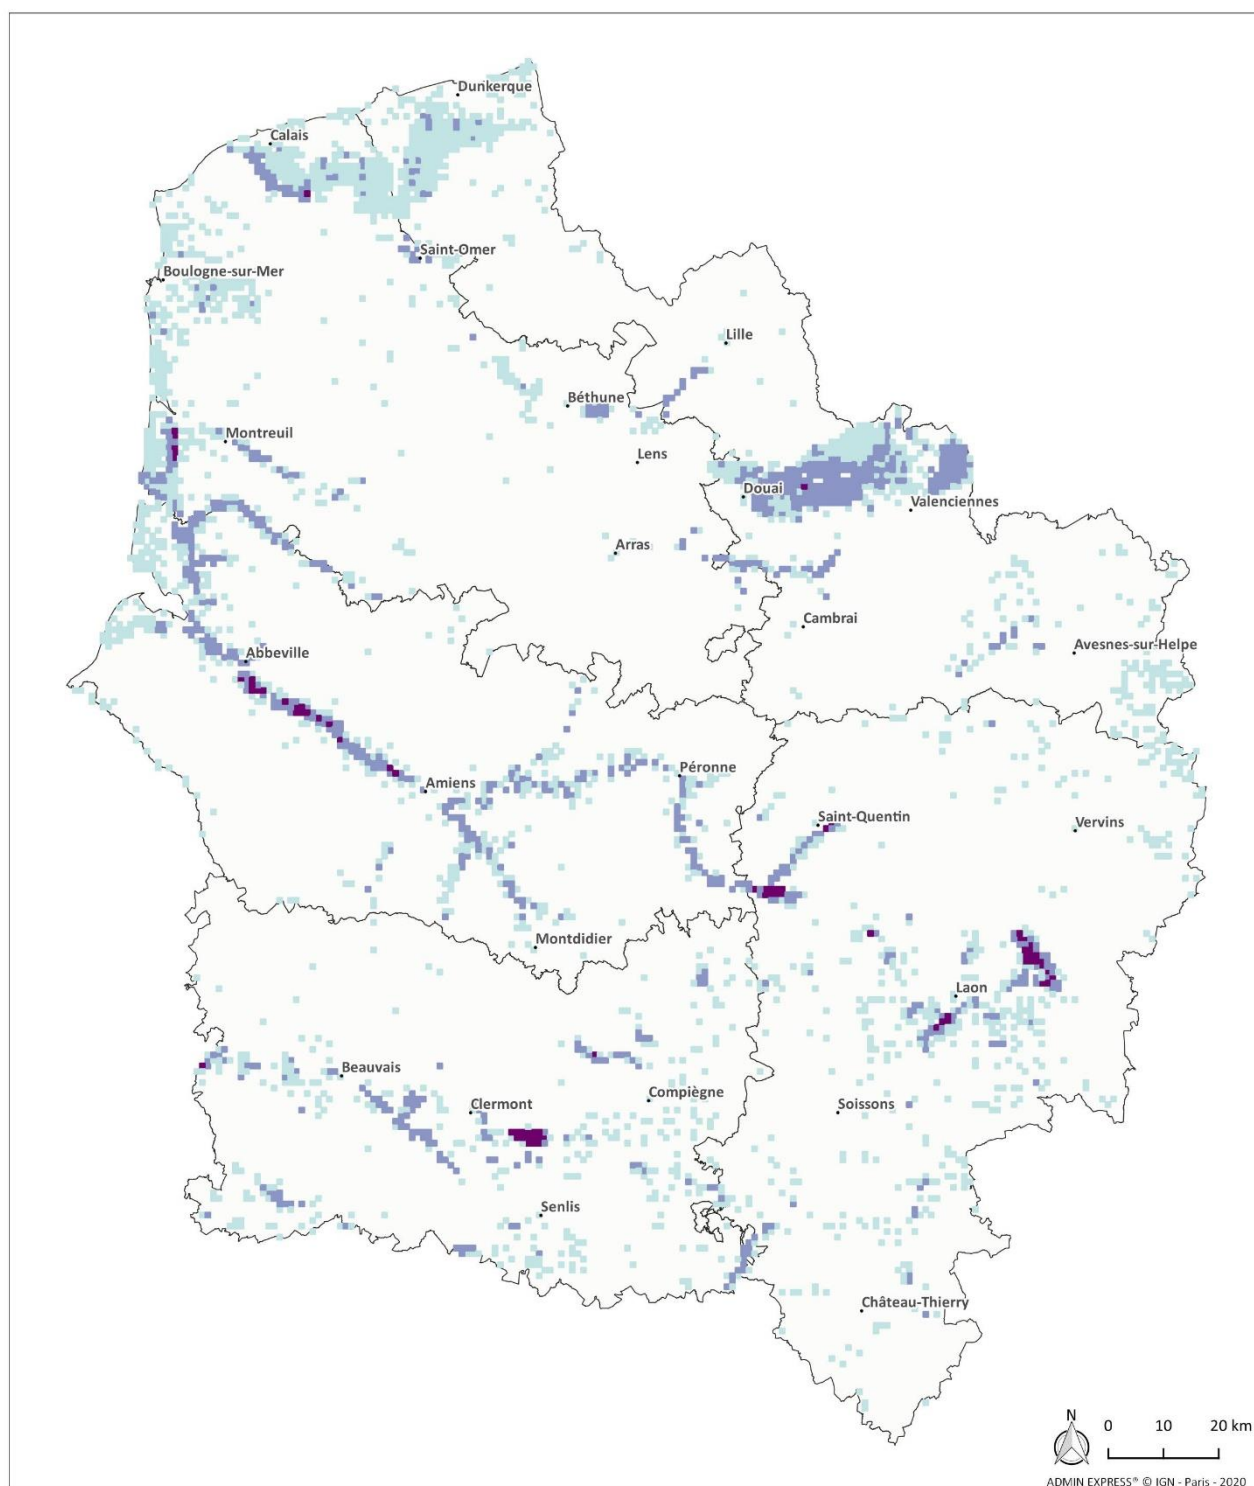 Dunkerque
Calais
Saint-Omer
Boulogne-sur-Mer
Lille
Béthune
Montreuil
Lens
Douai
Valenciennes
Arras
Cambrai
Avesnes-sur-Helpe
Abbeville
Péronne
Amiens
Saint-Quentin
Vervins
Montdidier
Laon
Beauvais
Compiègne
Clermont
Soissons
Senlis
Château-Thierry
N
0 10 20 km
ADMIN EXPRESS® © IGN - Paris - 2020